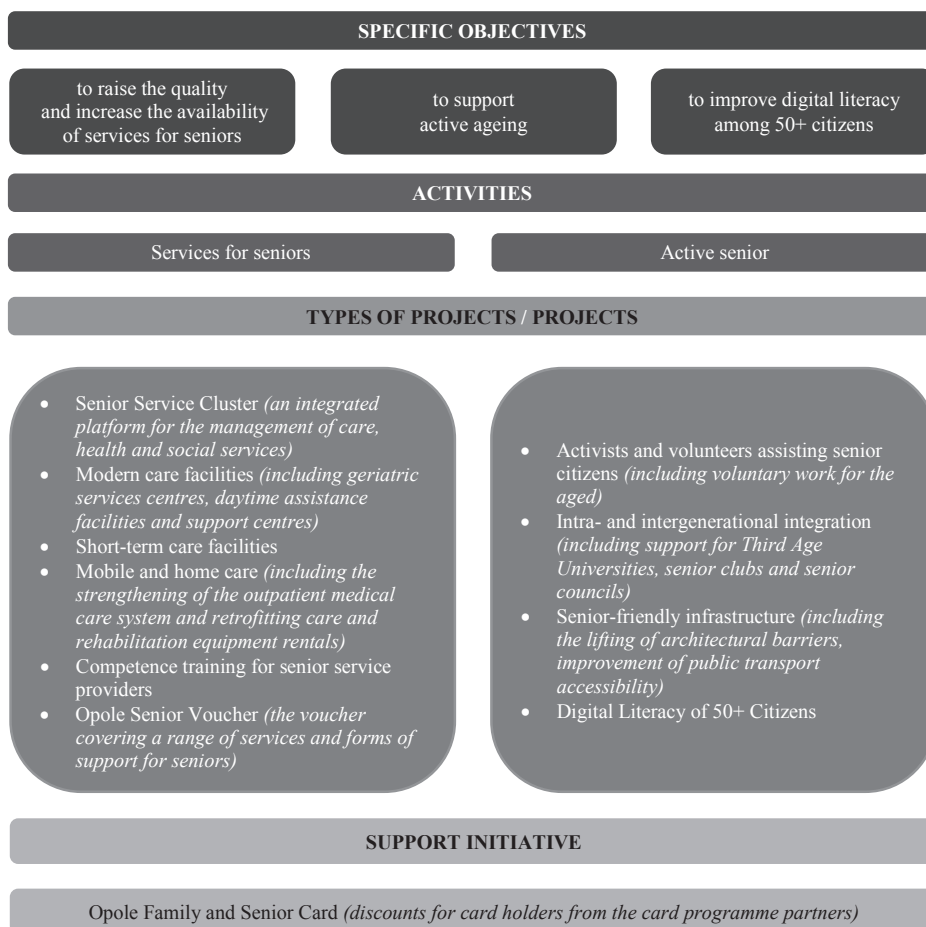 SPECIFIC OBJECTIVES
to raise the quality
and increase the availability
of services for seniors
to support
active ageing
to improve digital literacy
among 50+ citizens
ACTIVITIES
Services for seniors
Active senior
TYPES OF PROJECTS / PROJECTS
• Senior Service Cluster (an integrated
platform for the management of care,
health and social services)
• Modern care facilities (including geriatric
services centres, daytime assistance
facilities and support centres)
• Short-term care facilities
• Mobile and home care (including the
strengthening of the outpatient medical
care system and retrofitting care and
rehabilitation equipment rentals)
• Competence training for senior service
providers
• Opole Senior Voucher (the voucher
covering a range of services and forms of
support for seniors)
• Activists and volunteers assisting senior
citizens (including voluntary work for the
aged)
• Intra- and intergenerational integration
(including support for Third Age
Universities, senior clubs and senior
councils)
• Senior-friendly infrastructure (including
the lifting of architectural barriers,
improvement of public transport
accessibility)
• Digital Literacy of 50+ Citizens
SUPPORT INITIATIVE
Opole Family and Senior Card (discounts for card holders from the card programme partners)